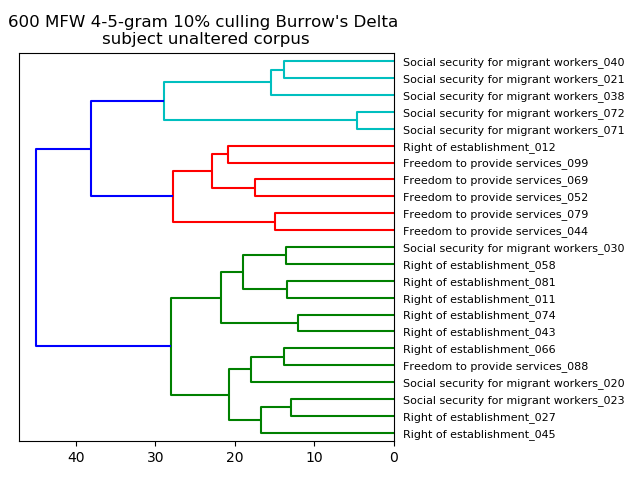 600 MFW 4-5-gram 10% culling Burrow's Delta
subject unaltered corpus
Social security for migrant workers_040
Social security for migrant workers_021
Social security for migrant workers_038
Social security for migrant workers_072
Social security for migrant workers_071
Right of establishment_012
Freedom to provide services_099
Freedom to provide services_069
Freedom to provide services_052
Freedom to provide services_079
Freedom to provide services_044
Social security for migrant workers_030
Right of establishment_058
Right of establishment_081
Right of establishment_011
Right of establishment_074
Right of establishment_043
Right of establishment_066
Freedom to provide services_088
Social security for migrant workers_020
Social security for migrant workers_023
Right of establishment_027
Right of establishment_045
40 30 20 10 0